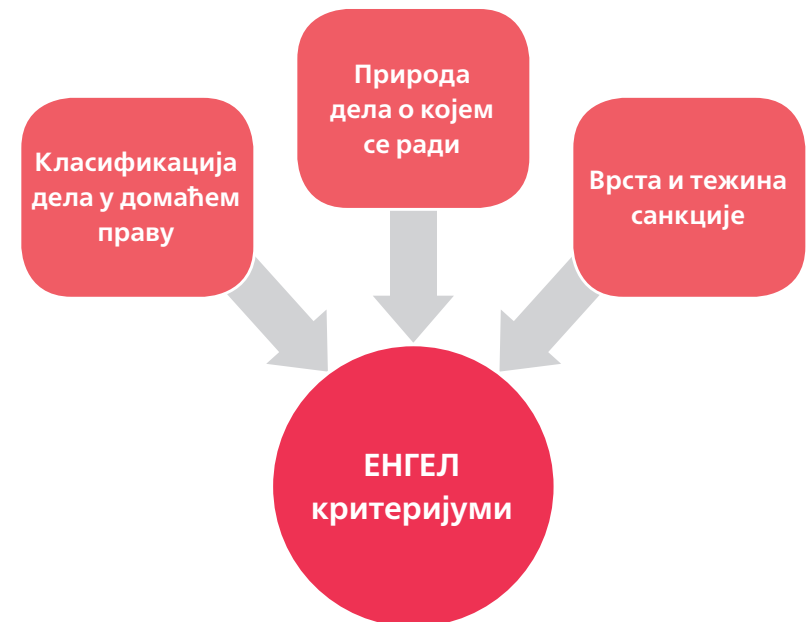 Класификација
дела у домаћем
праву
Природа
дела о којем
се ради
Врста и тежина
санкције
ЕНГЕЛ
критеријуми